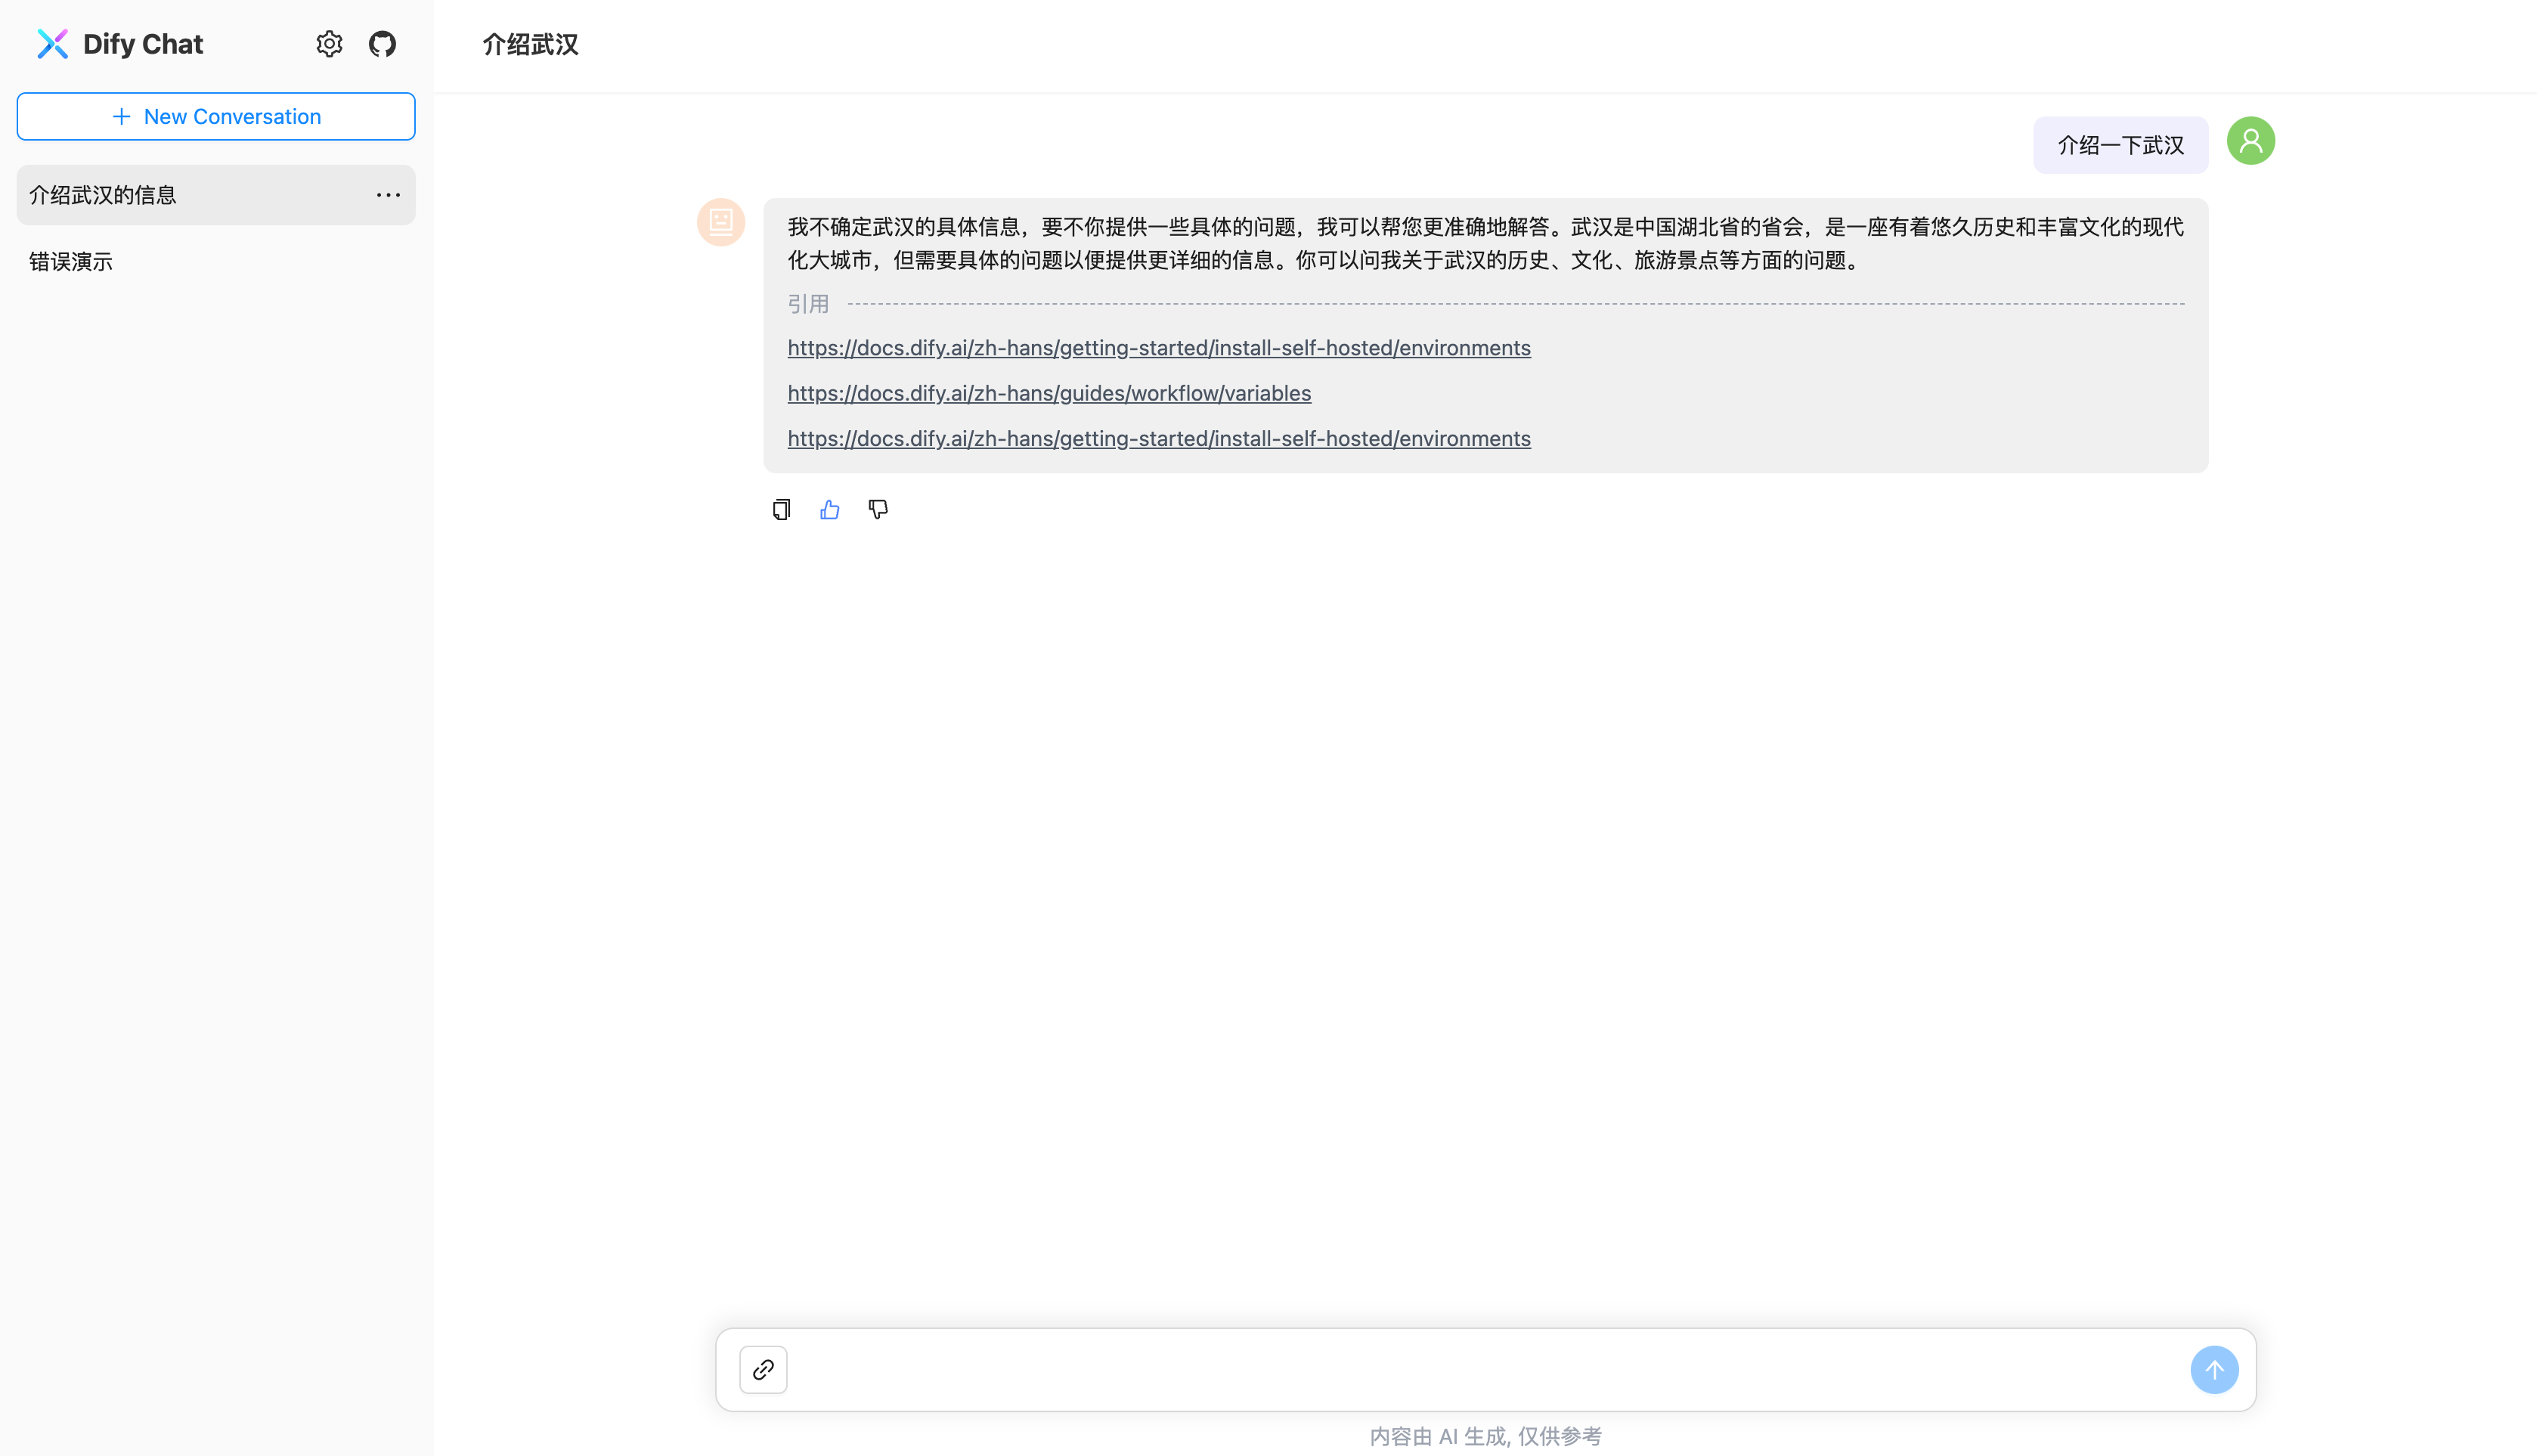 Dify Chat
New Conversation
介绍武汉的信息
错误演示
介绍武汉
介绍一下武汉
我不确定武汉的具体信息，要不你提供一些具体的问题，我可以帮您更准确地解答。武汉是中国湖北省的省会，是一座有着悠久历史和丰富文化的现代
化大城市，但需要具体的问题以便提供更详细的信息。你可以问我关于武汉的历史、文化、旅游景点等方面的问题。
引用
https://docs.dify.ai/zh-hans/getting-started/install-self-hosted/environments
https://docs.dify.ai/zh-hans/guides/workflow/variables
https://docs.dify.ai/zh-hans/getting-started/install-self-hosted/environments
内容由 AI 生成, 仅供参考